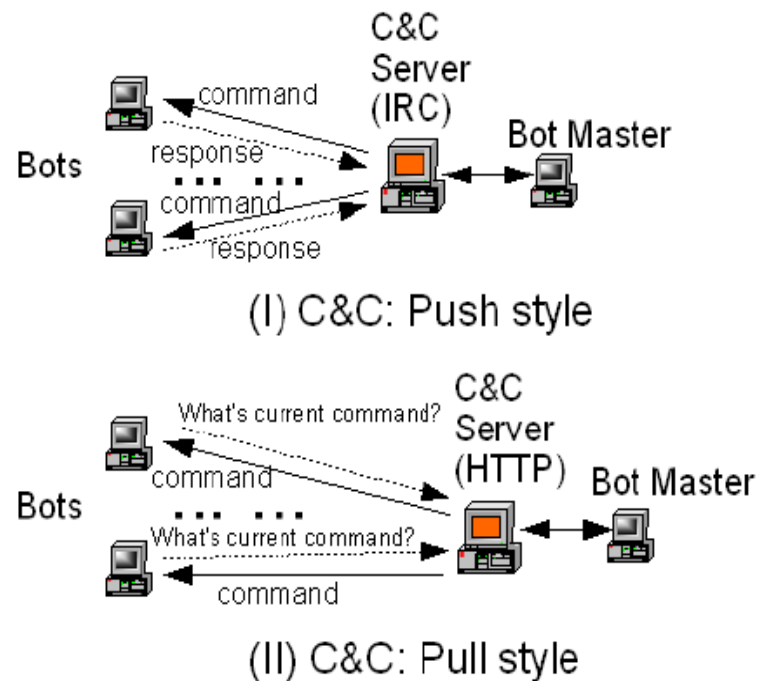 C&C
Server
(IRC)
Bot Master
Bots
command
response
... ...
command
response
(I) C&C: Push style
C&C
Server
(HTTP)
Bot Master
Bots
What's current command?
command
... ...
What's current command?
command
(II) C&C: Pull style